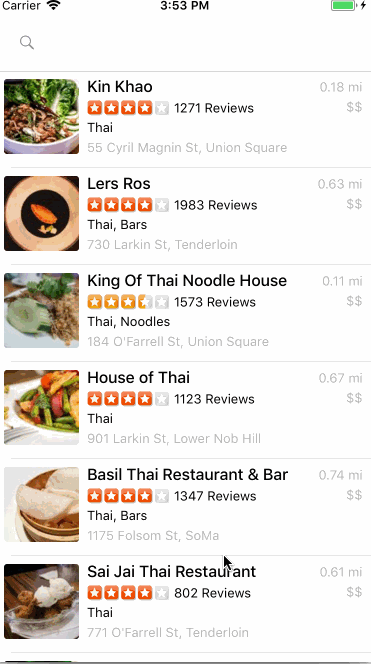 Carrier 3:53 PM
Kin Khao 0.18 mi
1271 Reviews $$
Thai
55 Cyril Magnin St, Union Square
Lers Ros 0.63 mi
1983 Reviews $$
Thai, Bars
730 Larkin St, Tenderloin
King Of Thai Noodle House 0.11 mi
1573 Reviews $$
Thai, Noodles
184 O'Farrell St, Union Square
House of Thai 0.67 mi
1123 Reviews $$
Thai
901 Larkin St, Lower Nob Hill
Basil Thai Restaurant & Bar 0.74 mi
1347 Reviews $$
Thai, Bars
1175 Folsom St, SoMa
Sai Jai Thai Restaurant 0.61 mi
802 Reviews $$
Thai
771 O'Farrell St, Tenderloin